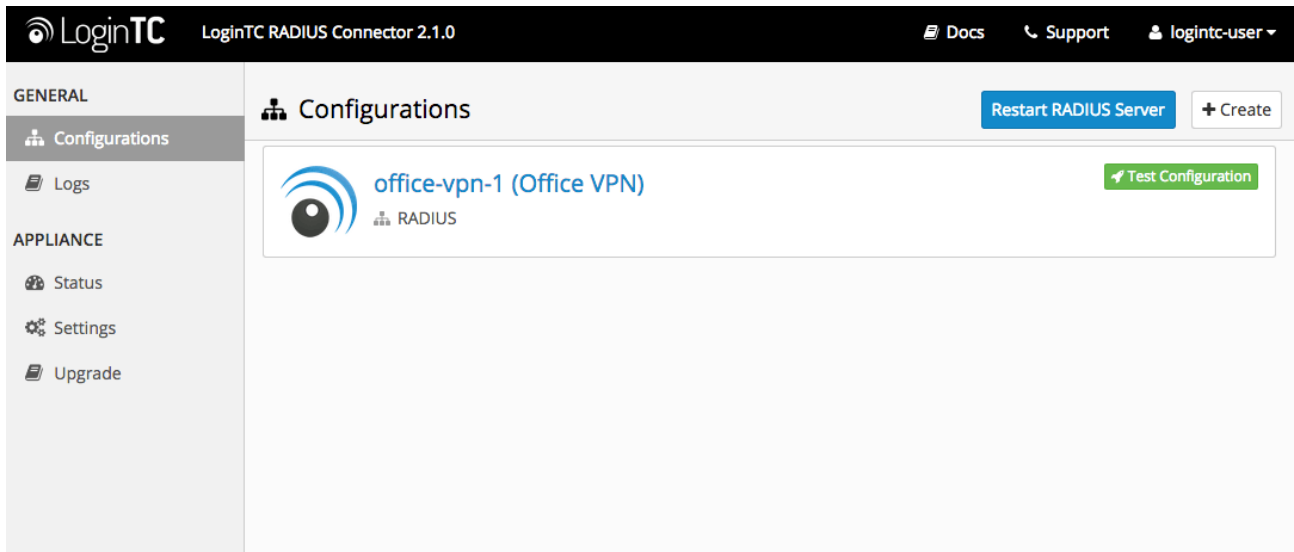 LoginTC LoginTC RADIUS Connector 2.1.0 Docs Support logintc-user
GENERAL
Configurations
Logs
APPLIANCE
Status
Settings
Upgrade
Configurations Restart RADIUS Server + Create
office-vpn-1 (Office VPN) Test Configuration
RADIUS